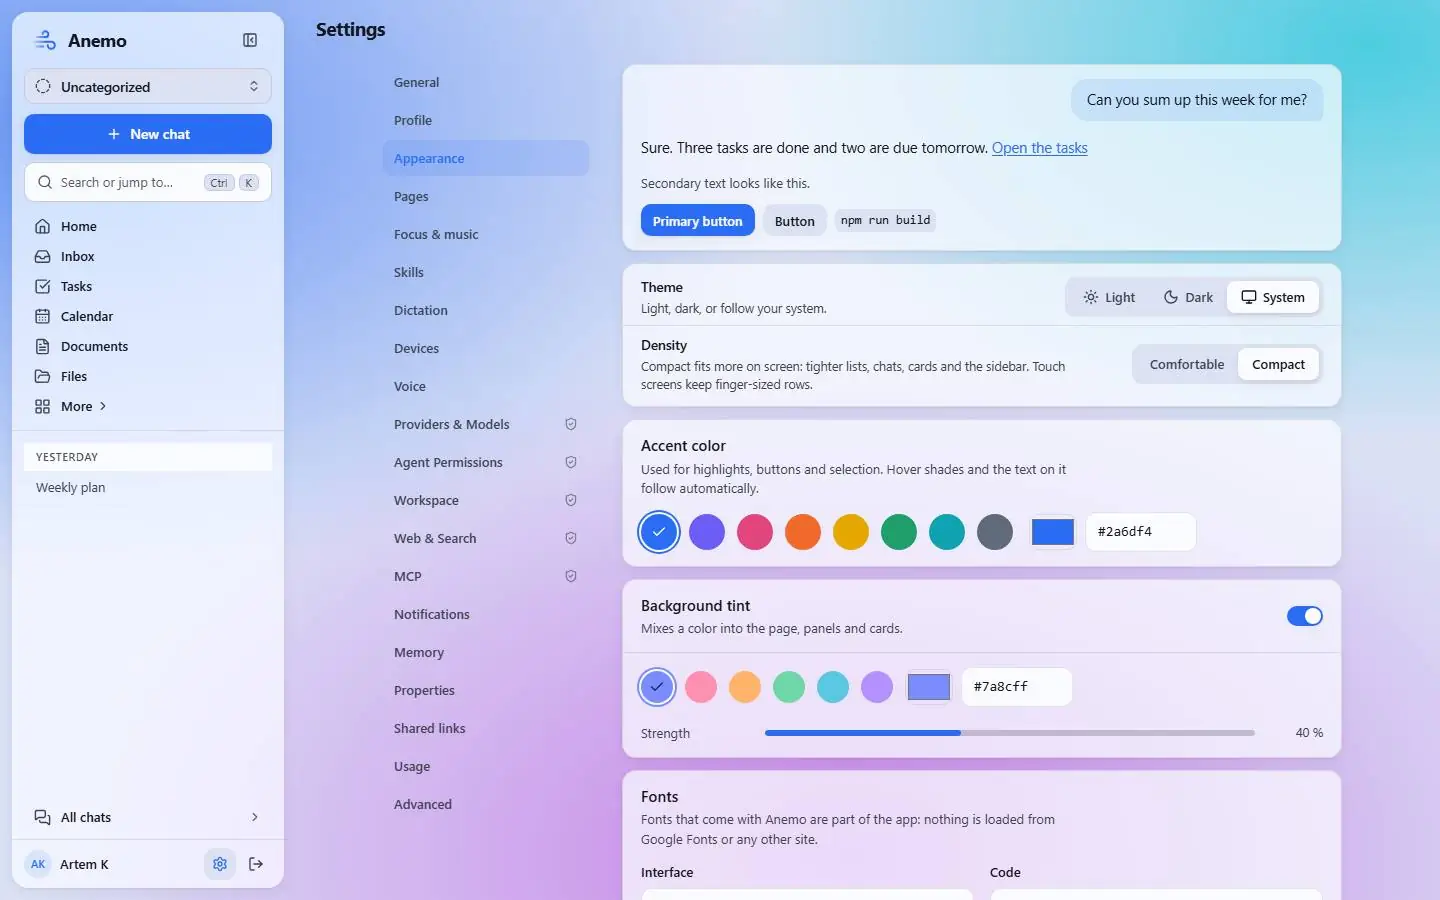 Anemo
Uncategorized
New chat
Search or jump to... Ctrl K
Home
Inbox
Tasks
Calendar
Documents
Files
More
YESTERDAY
Weekly plan
All chats
AK Artem K
Settings
General
Profile
Appearance
Pages
Focus & music
Skills
Dictation
Devices
Voice
Providers & Models
Agent Permissions
Workspace
Web & Search
MCP
Notifications
Memory
Properties
Shared links
Usage
Advanced
Can you sum up this week for me?
Sure. Three tasks are done and two are due tomorrow. Open the tasks
Secondary text looks like this.
Primary button Button npm run build
Theme
Light, dark, or follow your system.
Light Dark System
Density
Compact fits more on screen: tighter lists, chats, cards and the sidebar. Touch
screens keep finger-sized rows.
Comfortable Compact
Accent color
Used for highlights, buttons and selection. Hover shades and the text on it
follow automatically.
#2a6df4
Background tint
Mixes a color into the page, panels and cards.
#7a8cff
Strength 40 %
Fonts
Fonts that come with Anemo are part of the app: nothing is loaded from
Google Fonts or any other site.
Interface Code